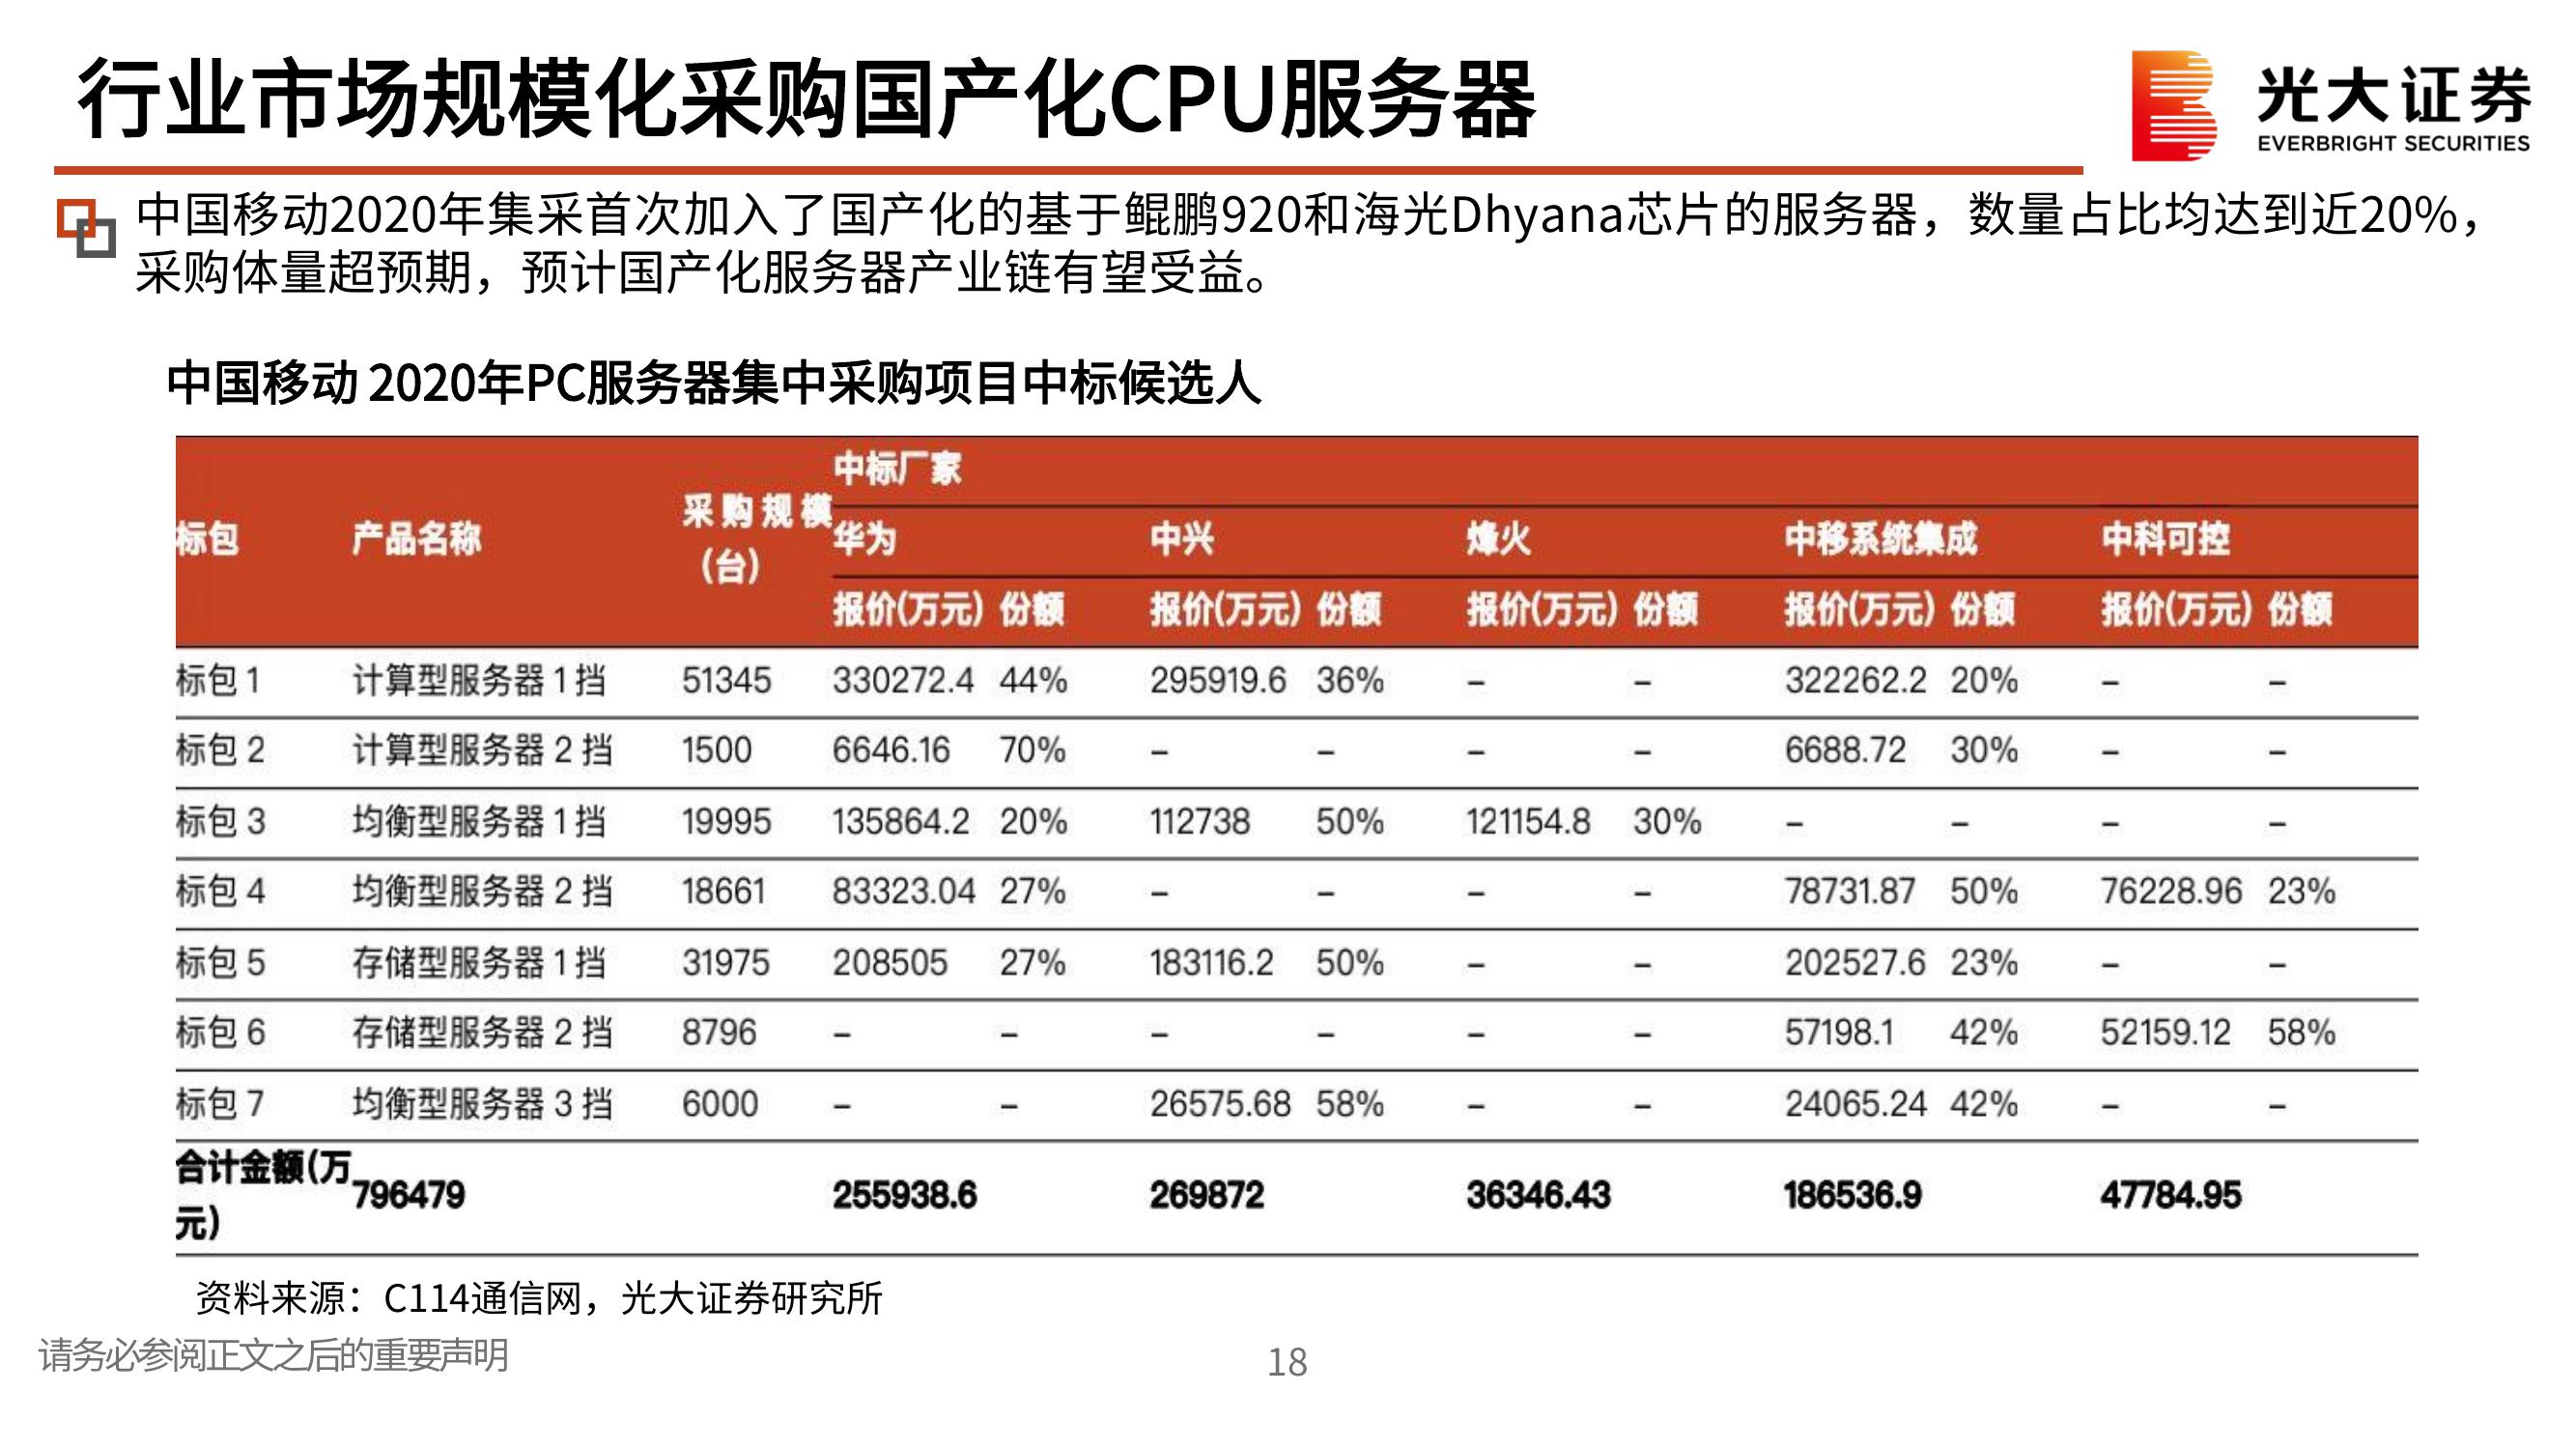 行业市场规模化采购国产化CPU服务器
光大证券
EVERBRIGHT SECURITIES
中国移动2020年集采首次加入了国产化的基于鲲鹏920和海光Dhyana芯片的服务器，数量占比均达到近20%，
采购体量超预期，预计国产化服务器产业链有望受益。
中国移动 2020年PC服务器集中采购项目中标候选人
标包 产品名称 采购规模（台） 中标厂家
华为 中兴 烽火 中移系统集成 中科可控
报价(万元) 份额 报价(万元) 份额 报价(万元) 份额 报价(万元) 份额 报价(万元) 份额
标包 1 计算型服务器 1 挡 51345 330272.4 44% 295919.6 36% – – 322262.2 20% – –
标包 2 计算型服务器 2 挡 1500 6646.16 70% – – – – 6688.72 30% – –
标包 3 均衡型服务器 1 挡 19995 135864.2 20% 112738 50% 121154.8 30% – – – –
标包 4 均衡型服务器 2 挡 18661 83323.04 27% – – – – 78731.87 50% 76228.96 23%
标包 5 存储型服务器 1 挡 31975 208505 27% 183116.2 50% – – 202527.6 23% – –
标包 6 存储型服务器 2 挡 8796 – – – – – – 57198.1 42% 52159.12 58%
标包 7 均衡型服务器 3 挡 6000 – – 26575.68 58% – – 24065.24 42% – –
合计金额(万元) 796479 255938.6 269872 36346.43 186536.9 47784.95
资料来源：C114通信网，光大证券研究所
请务必参阅正文之后的重要声明
18